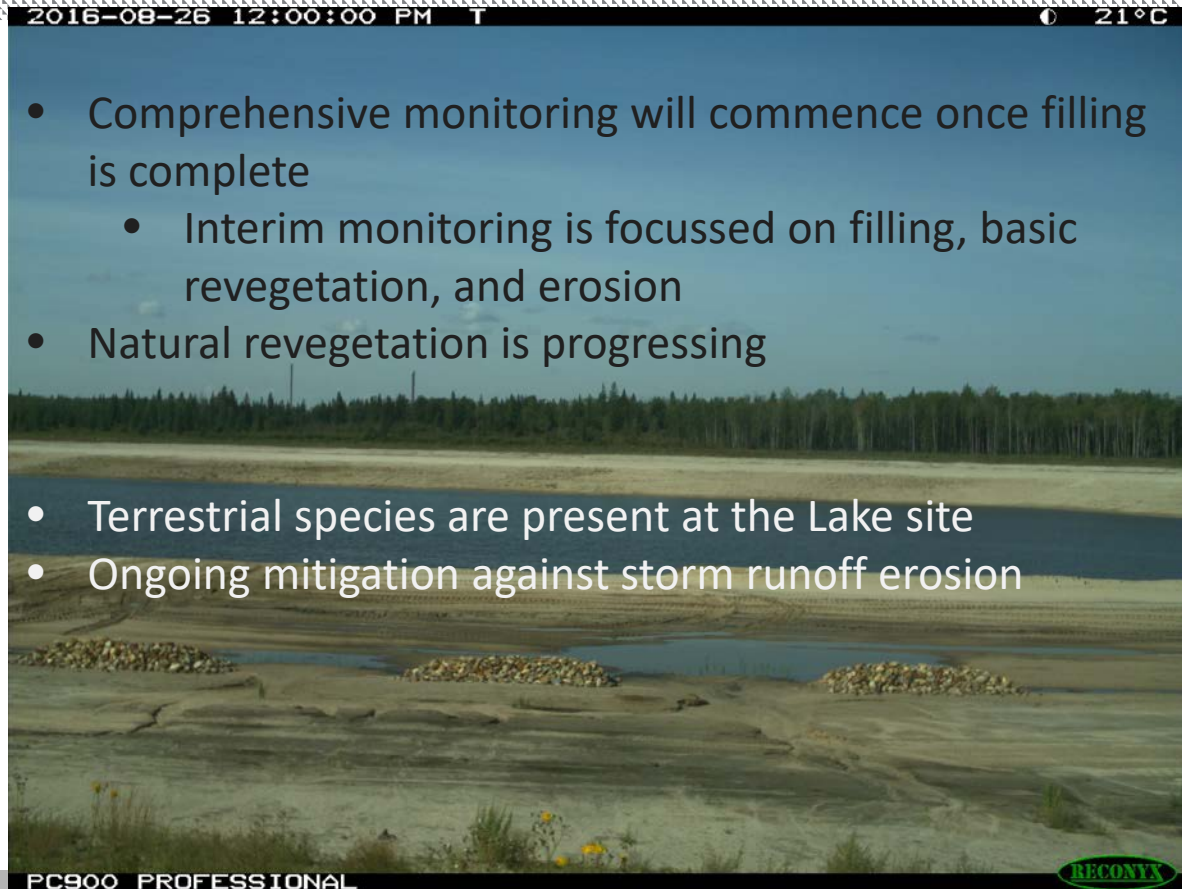 2016-08-26 12:00:00 PM T 21°C
• Comprehensive monitoring will commence once filling
is complete
• Interim monitoring is focussed on filling, basic
revegetation, and erosion
• Natural revegetation is progressing
• Terrestrial species are present at the Lake site
• Ongoing mitigation against storm runoff erosion
PC900 PROFESSIONAL
RECONYX